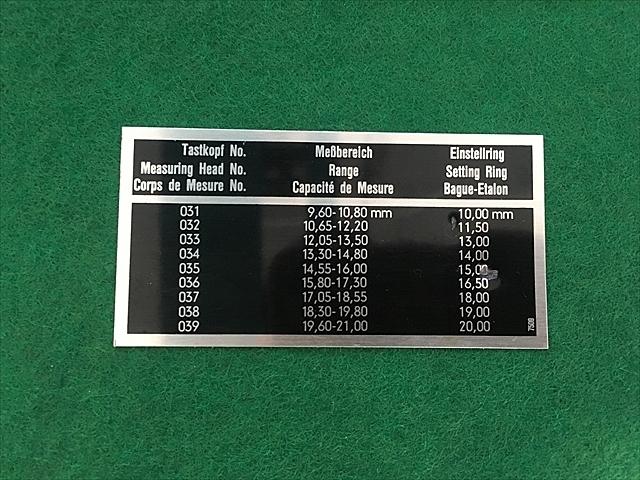 Tastkopf No. Meßbereich Einstellring
Measuring Head No. Range Setting Ring
Corps de Mesure No. Capacité de Mesure Bague-Etalon
031 9,60-10,80 mm 10,00 mm
032 10,65-12,20 11,50
033 12,05-13,50 13,00
034 13,30-14,80 14,00
035 14,55-16,00 15,00
036 15,80-17,30 16,50
037 17,05-18,55 18,00
038 18,30-19,80 19,00
039 19,60-21,00 20,00